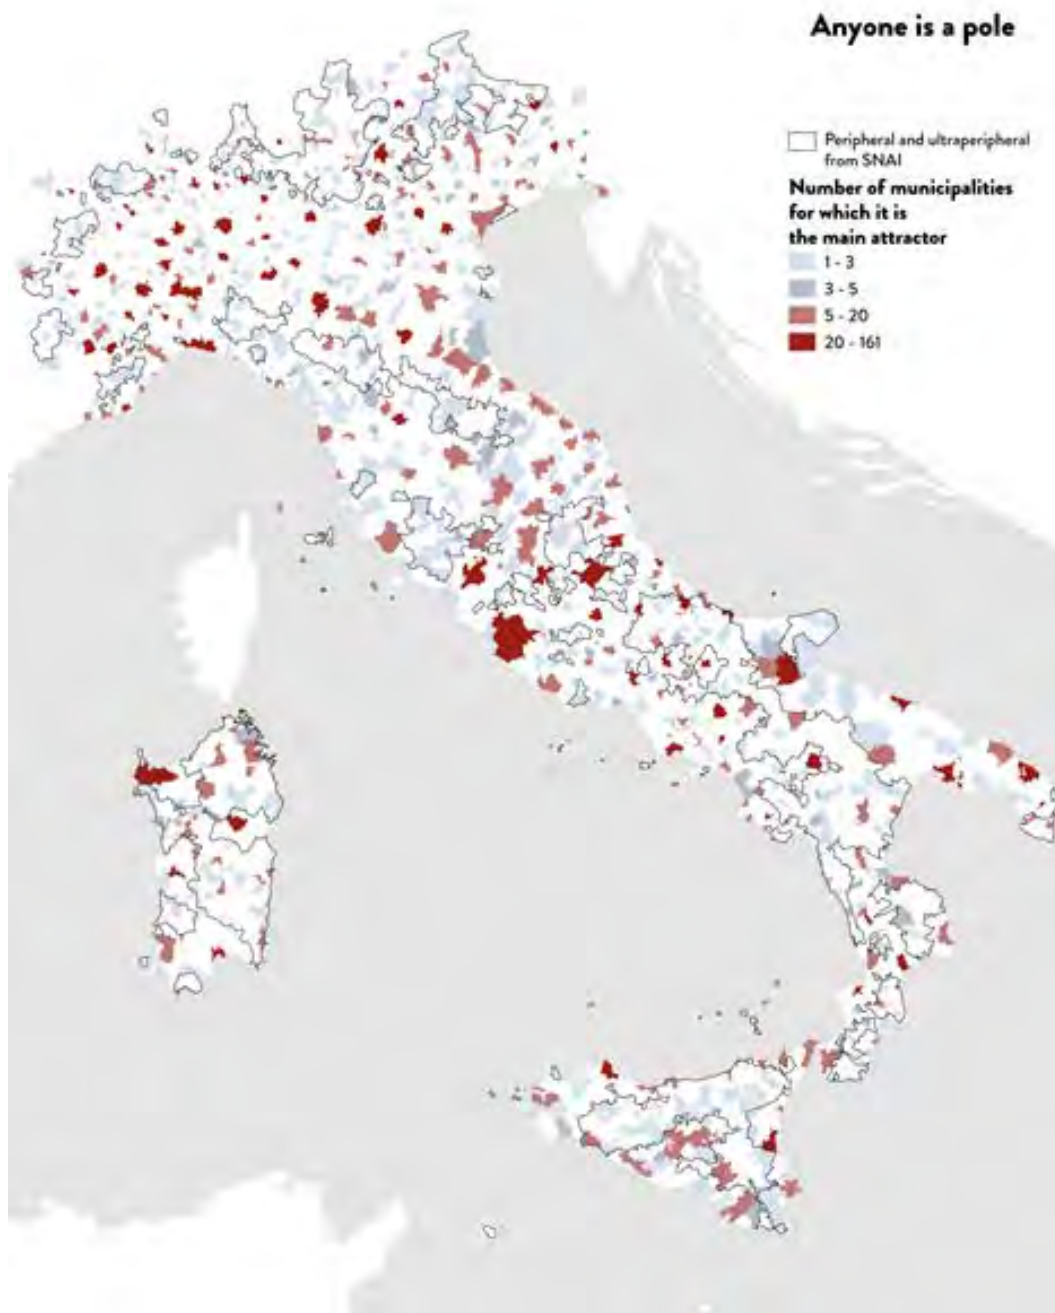 Anyone is a pole
Peripheral and ultraperipheral
from SNAI
Number of municipalities
for which it is
the main attractor
1 - 3
3 - 5
5 - 20
20 - 161